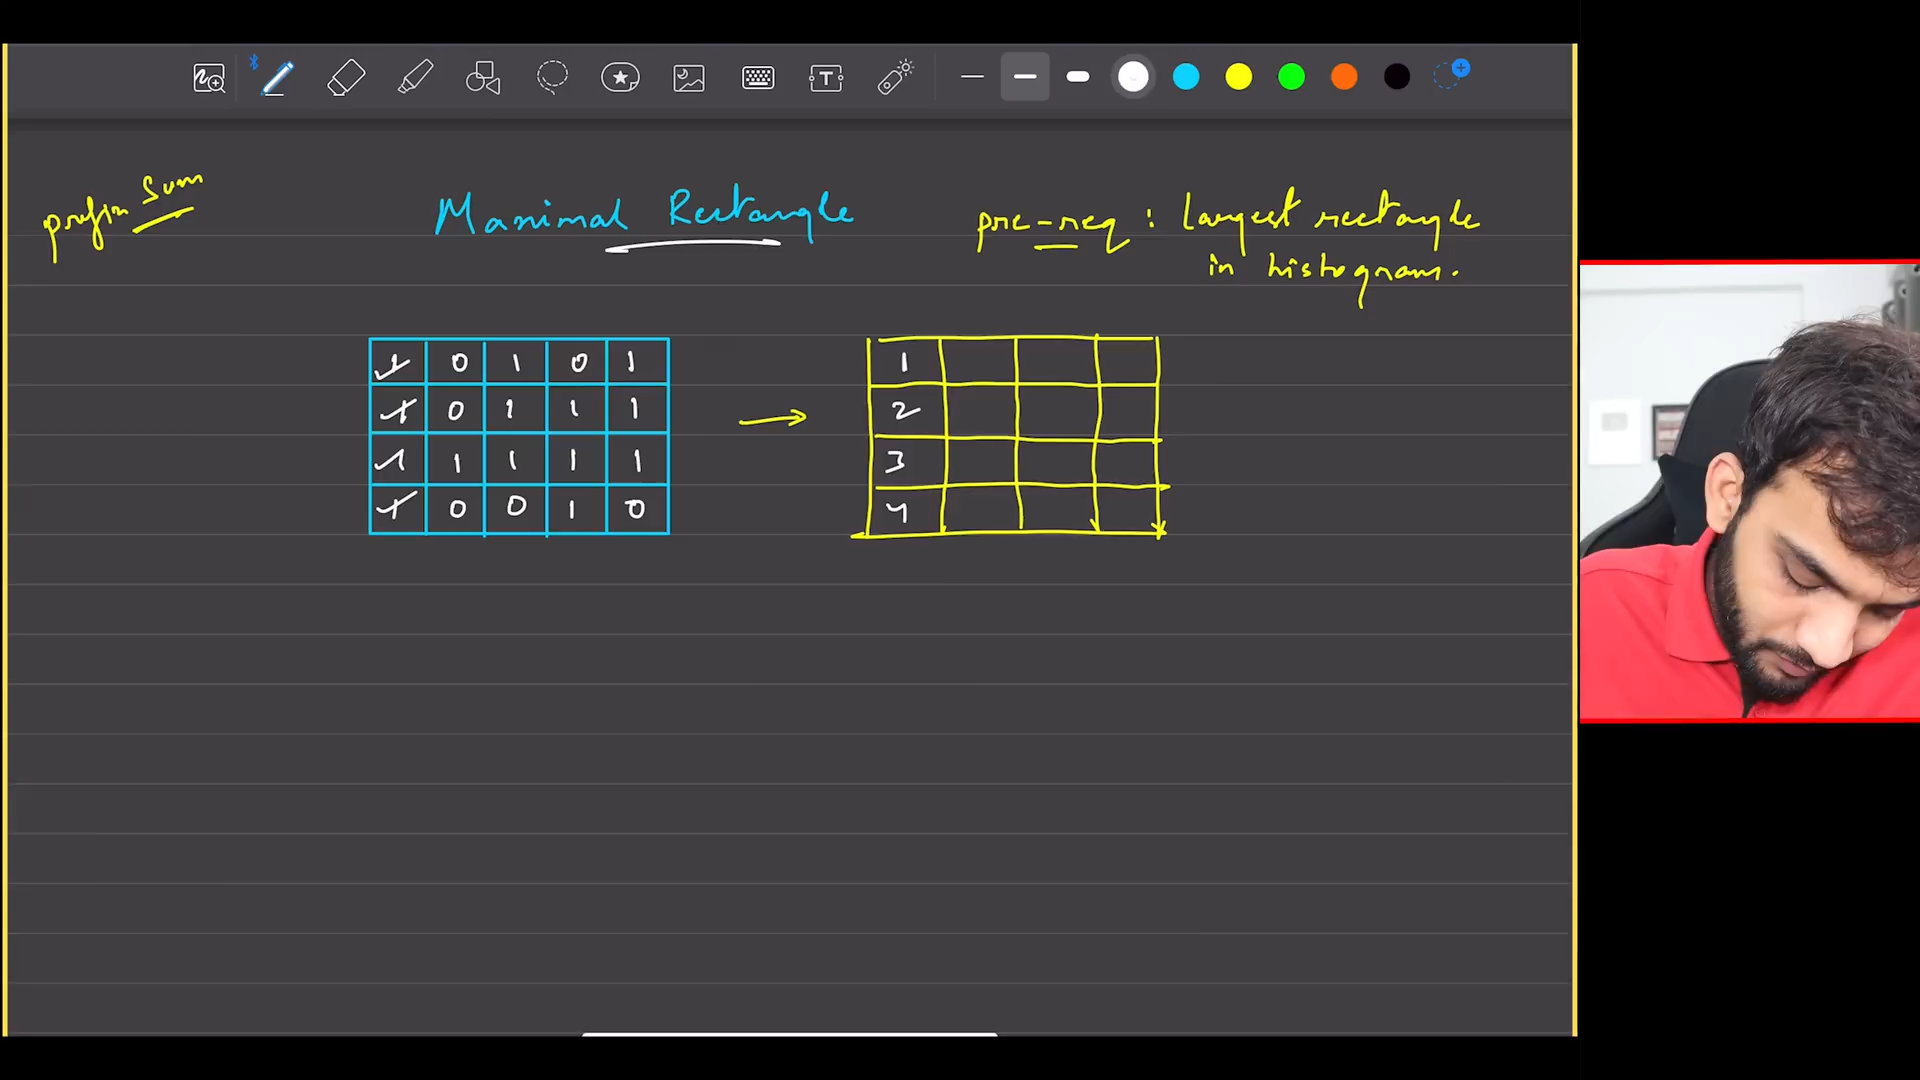 prefix Sum
Maximal Rectangle
pre-req : Largest rectangle
in histogram.
1 0 1 0 1
1 0 1 1 1
1 1 1 1 1
1 0 0 1 0
1
2
3
4
T